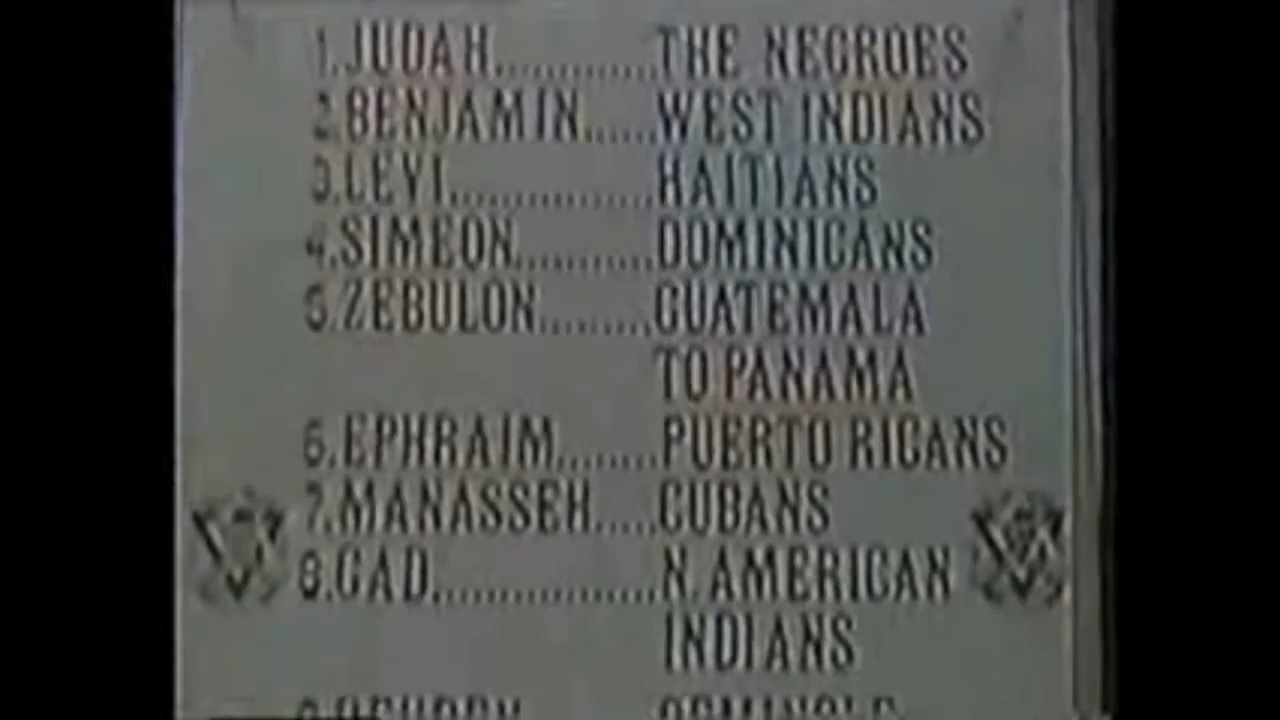 1.JUDAH............THE NEGROES
2.BENJAMIN.....WEST INDIANS
3.LEVI................HAITIANS
4.SIMEON...........DOMINICANS
5.ZEBULON.........GUATEMALA
TO PANAMA
6.EPHRAIM........PUERTO RICANS
7.MANASSEH.....CUBANS
8.GAD.................N.AMERICAN
INDIANS